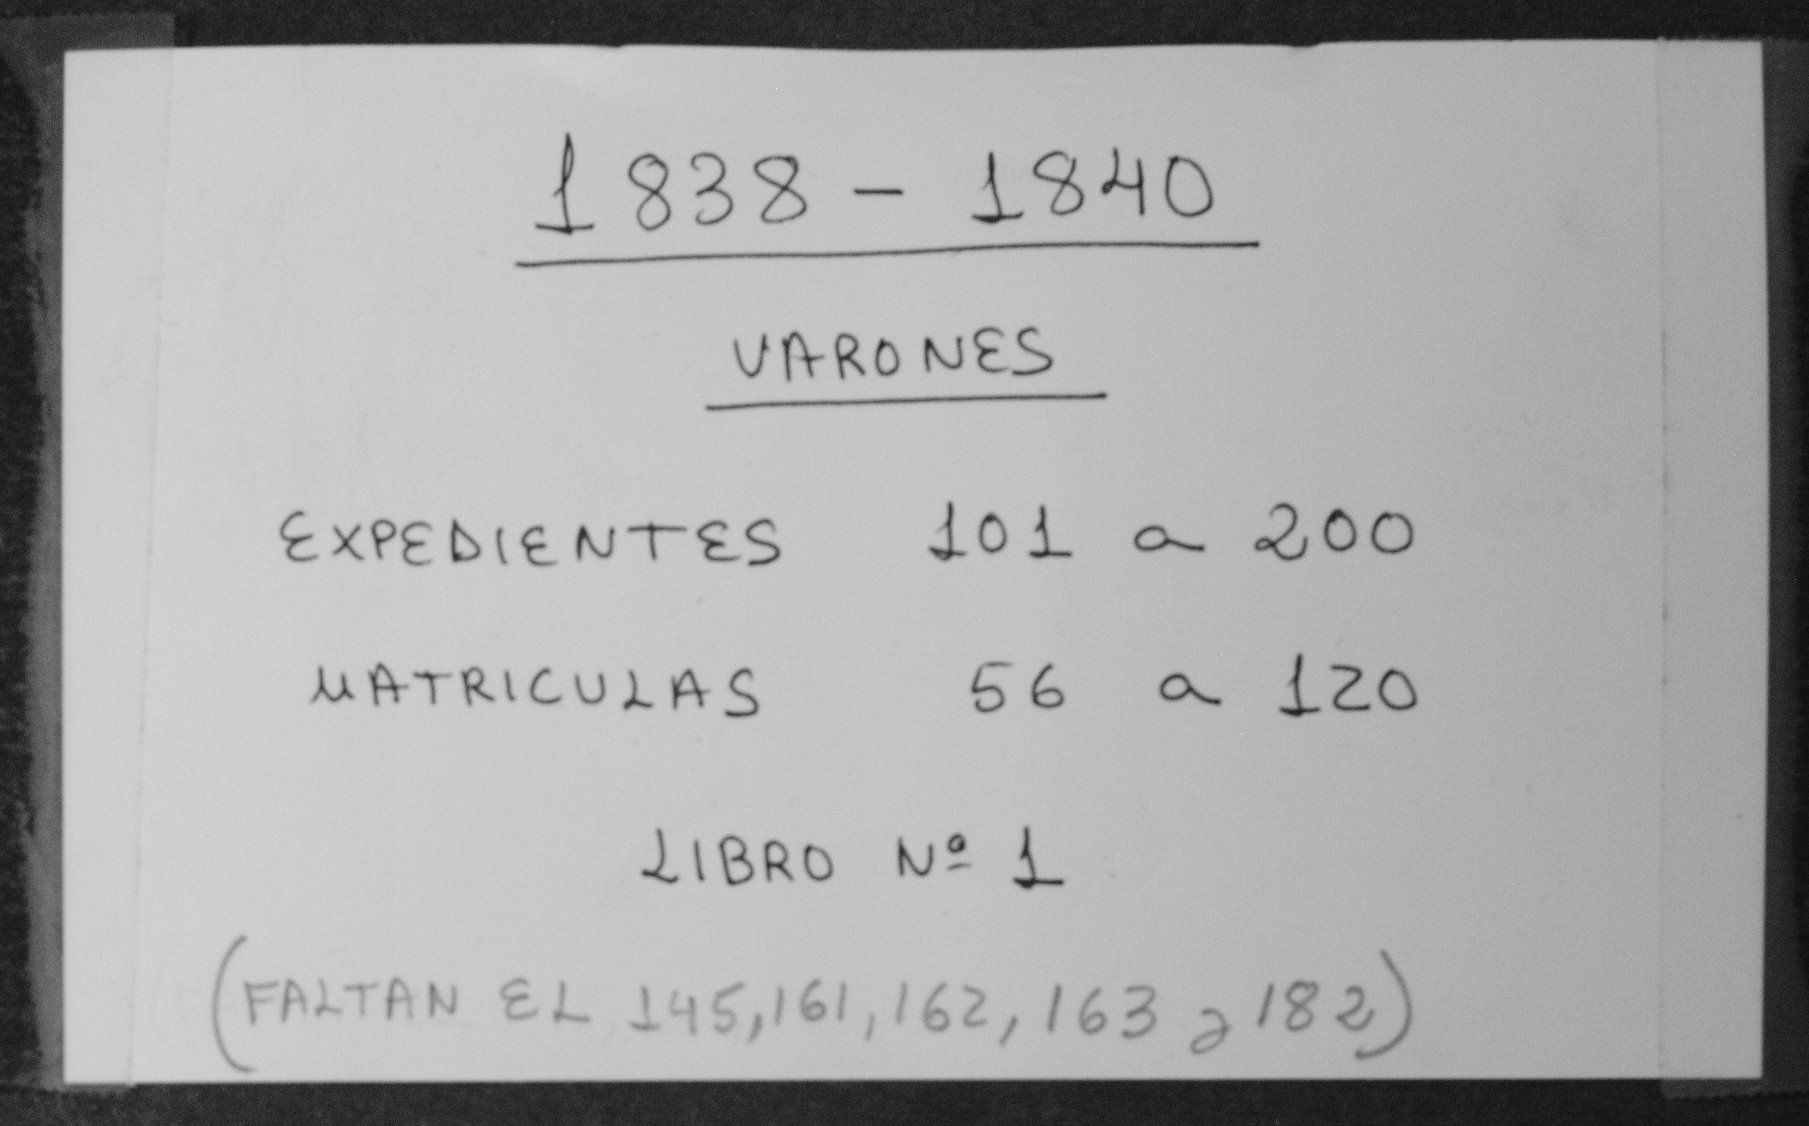 1838 - 1840
VARONES
EXPEDIENTES 101 a 200
MATRICULAS 56 a 120
LIBRO Nº 1
(FALTAN EL 145, 161, 162, 163 y 182)